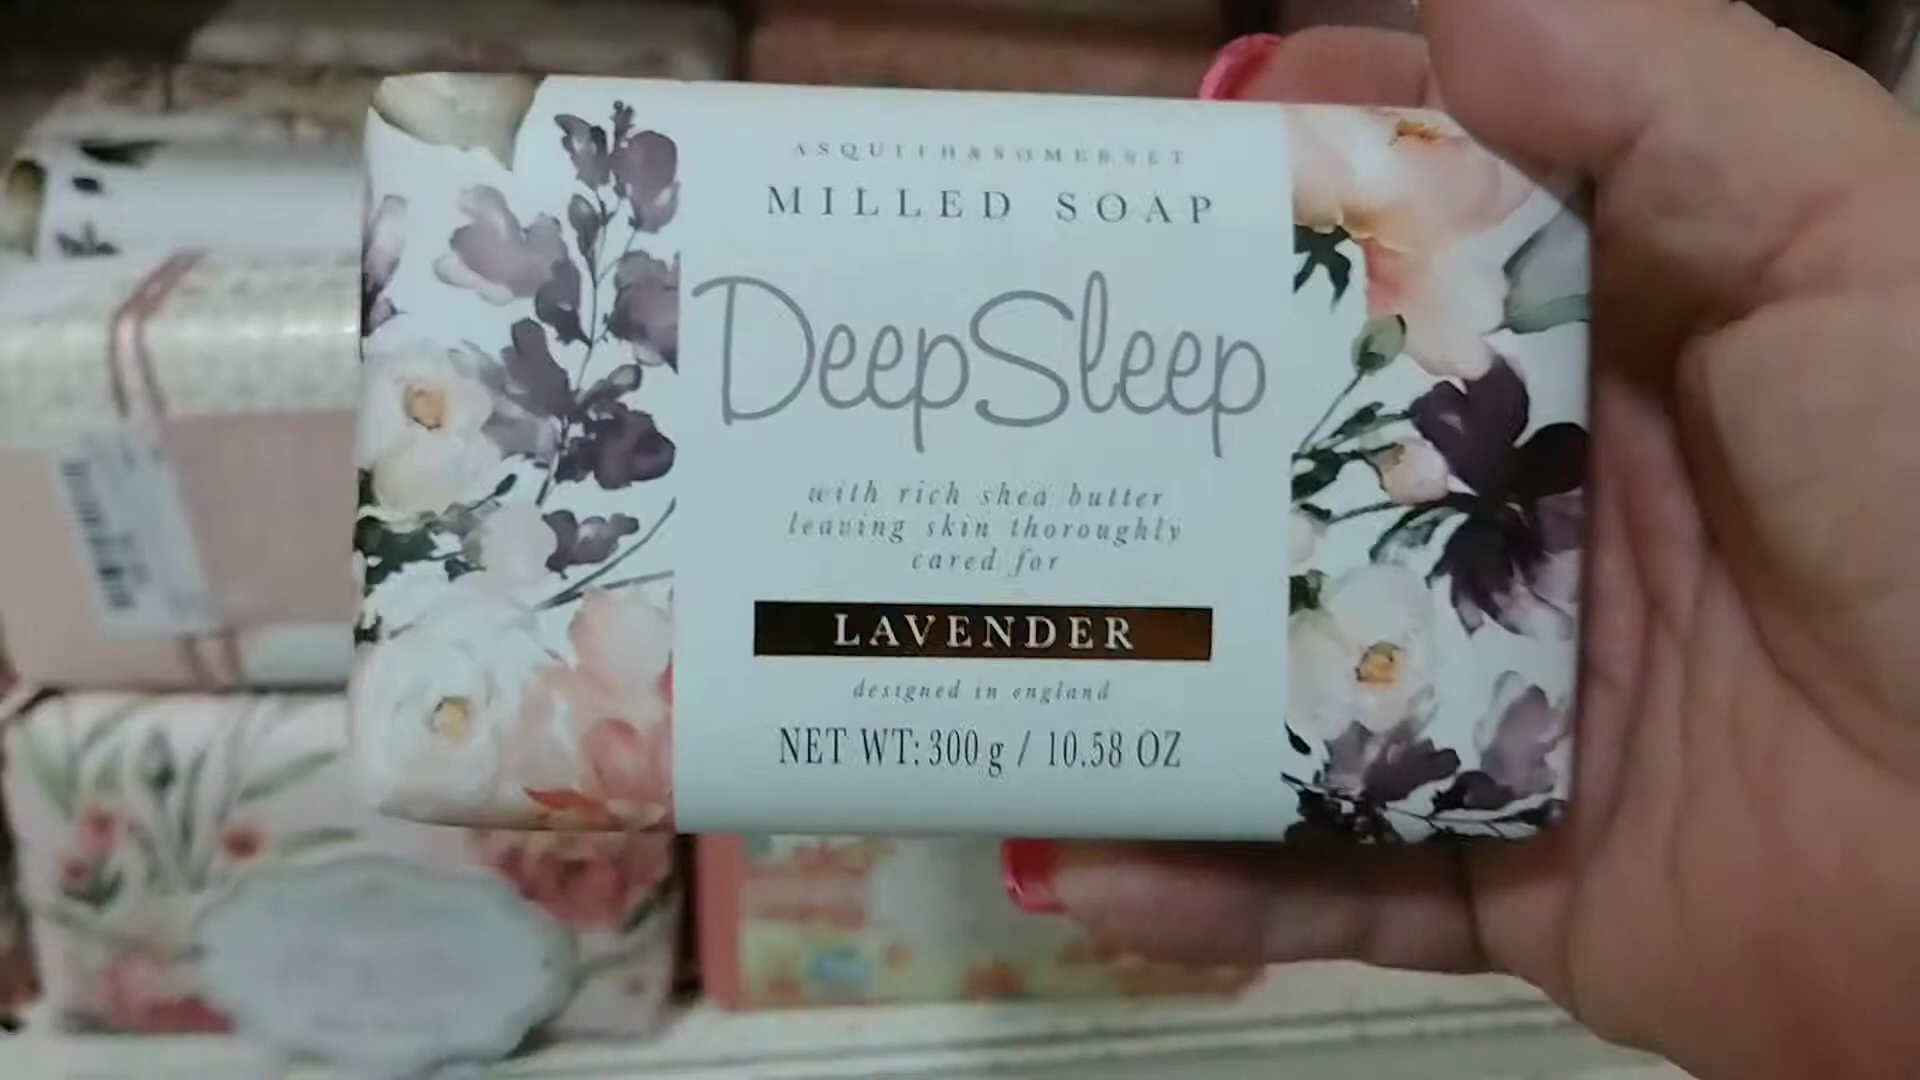 ASQUITH & SOMERSET
MILLED SOAP
DeepSleep
with rich shea butter
leaving skin thoroughly
cared for
LAVENDER
designed in england
NET WT: 300 g / 10.58 OZ